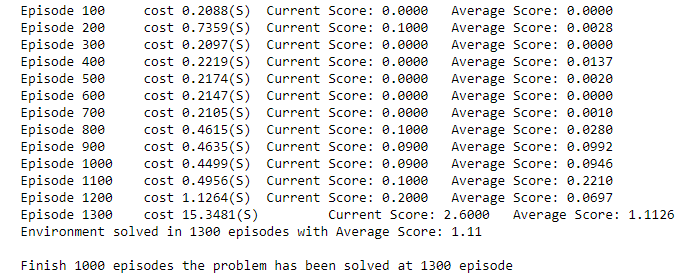 Episode 100 cost 0.2088(S) Current Score: 0.0000 Average Score: 0.0000
Episode 200 cost 0.7359(S) Current Score: 0.1000 Average Score: 0.0028
Episode 300 cost 0.2097(S) Current Score: 0.0000 Average Score: 0.0000
Episode 400 cost 0.2219(S) Current Score: 0.0000 Average Score: 0.0137
Episode 500 cost 0.2174(S) Current Score: 0.0000 Average Score: 0.0020
Episode 600 cost 0.2147(S) Current Score: 0.0000 Average Score: 0.0000
Episode 700 cost 0.2105(S) Current Score: 0.0000 Average Score: 0.0010
Episode 800 cost 0.4615(S) Current Score: 0.1000 Average Score: 0.0280
Episode 900 cost 0.4635(S) Current Score: 0.0900 Average Score: 0.0992
Episode 1000 cost 0.4499(S) Current Score: 0.0900 Average Score: 0.0946
Episode 1100 cost 0.4956(S) Current Score: 0.1000 Average Score: 0.2210
Episode 1200 cost 1.1264(S) Current Score: 0.2000 Average Score: 0.0697
Episode 1300 cost 15.3481(S) Current Score: 2.6000 Average Score: 1.1126
Environment solved in 1300 episodes with Average Score: 1.11
Finish 1000 episodes the problem has been solved at 1300 episode